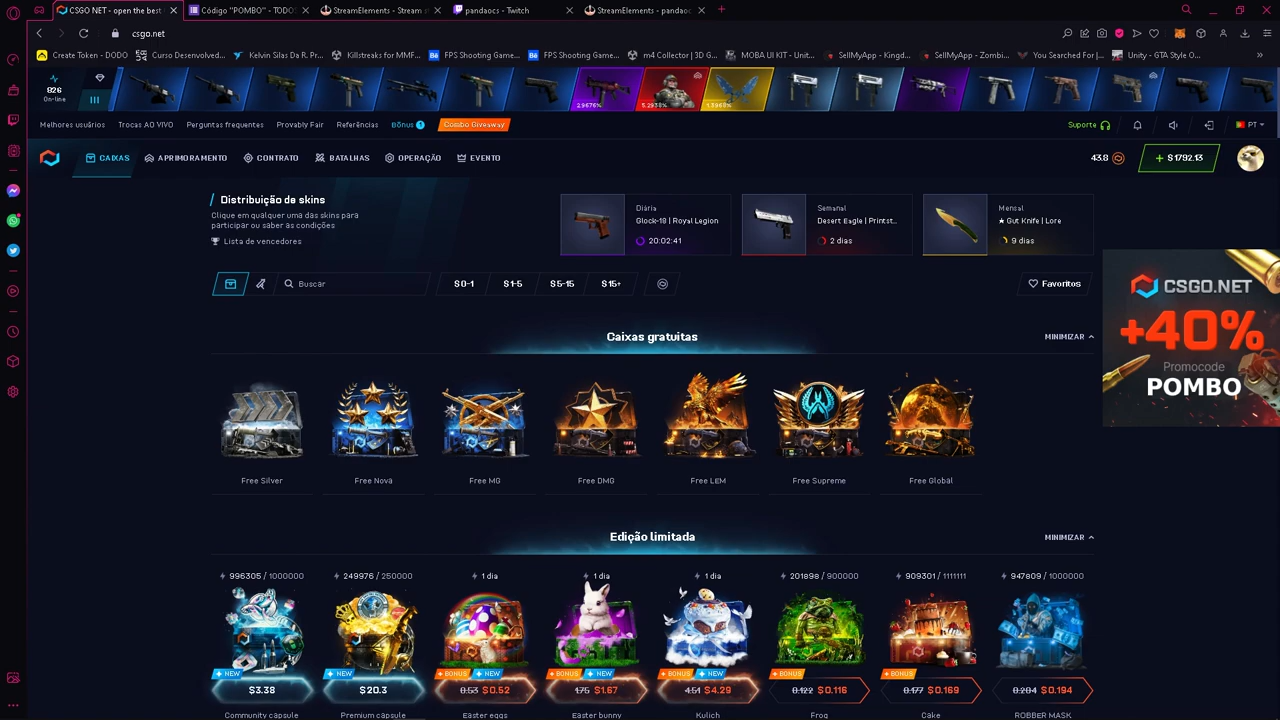 CSGO.NET - open the best
Código "POMBO" - TODOS
StreamElements - Stream s
pandaocs - Twitch
StreamElements - pandaoc
csgo.net
Create Token - DODO
Curso Desenvolved...
Kelvin Silas Da R. Pr...
Killstreaks for MMF...
FPS Shooting Game...
FPS Shooting Game...
m4 Collector | 3D G...
MOBA UI KIT - Unit...
SellMyApp - Kingd...
SellMyApp - Zombi...
You Searched For |...
Unity - GTA Style O...
826
On-line
2.9676%
5.2938%
1.3968%
Melhores usuários
Trocas AO VIVO
Perguntas frequentes
Provably Fair
Referências
Bônus
Combo Giveaway
Suporte
PT
CAIXAS
APRIMORAMENTO
CONTRATO
BATALHAS
OPERAÇÃO
EVENTO
43.8
+ $ 1792.13
Distribuição de skins
Clique em qualquer uma das skins para
participar ou saber as condições
Lista de vencedores
Diária
Glock-18 | Royal Legion
20:02:41
Semanal
Desert Eagle | Printst...
2 dias
Mensal
★ Gut Knife | Lore
9 dias
Buscar
$ 0-1
$ 1-5
$ 5-15
$ 15+
Favoritos
CSGO.NET
+40%
Promocode
POMBO
Caixas gratuitas
MINIMIZAR
Free Silver
Free Nova
Free MG
Free DMG
Free LEM
Free Supreme
Free Global
Edição limitada
MINIMIZAR
996305 / 1000000
249976 / 250000
1 dia
1 dia
1 dia
201898 / 900000
909301 / 1111111
947809 / 1000000
+ NEW
+ NEW
+ BONUS + NEW
+ BONUS + NEW
+ BONUS + NEW
+ BONUS
+ BONUS
$3.38
$20.3
0.53 $0.52
1.75 $1.67
4.51 $4.29
0.122 $0.116
0.177 $0.169
0.204 $0.194
Community capsule
Premium capsule
Easter eggs
Easter bunny
Kulich
Frog
Cake
ROBBER MASK